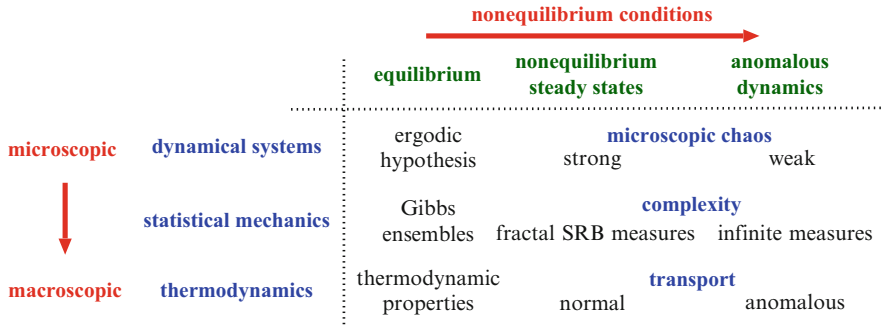 nonequilibrium conditions
equilibrium nonequilibrium steady states anomalous dynamics
microscopic dynamical systems ergodic hypothesis microscopic chaos
strong weak
statistical mechanics Gibbs ensembles complexity
fractal SRB measures infinite measures
macroscopic thermodynamics thermodynamic properties transport
normal anomalous